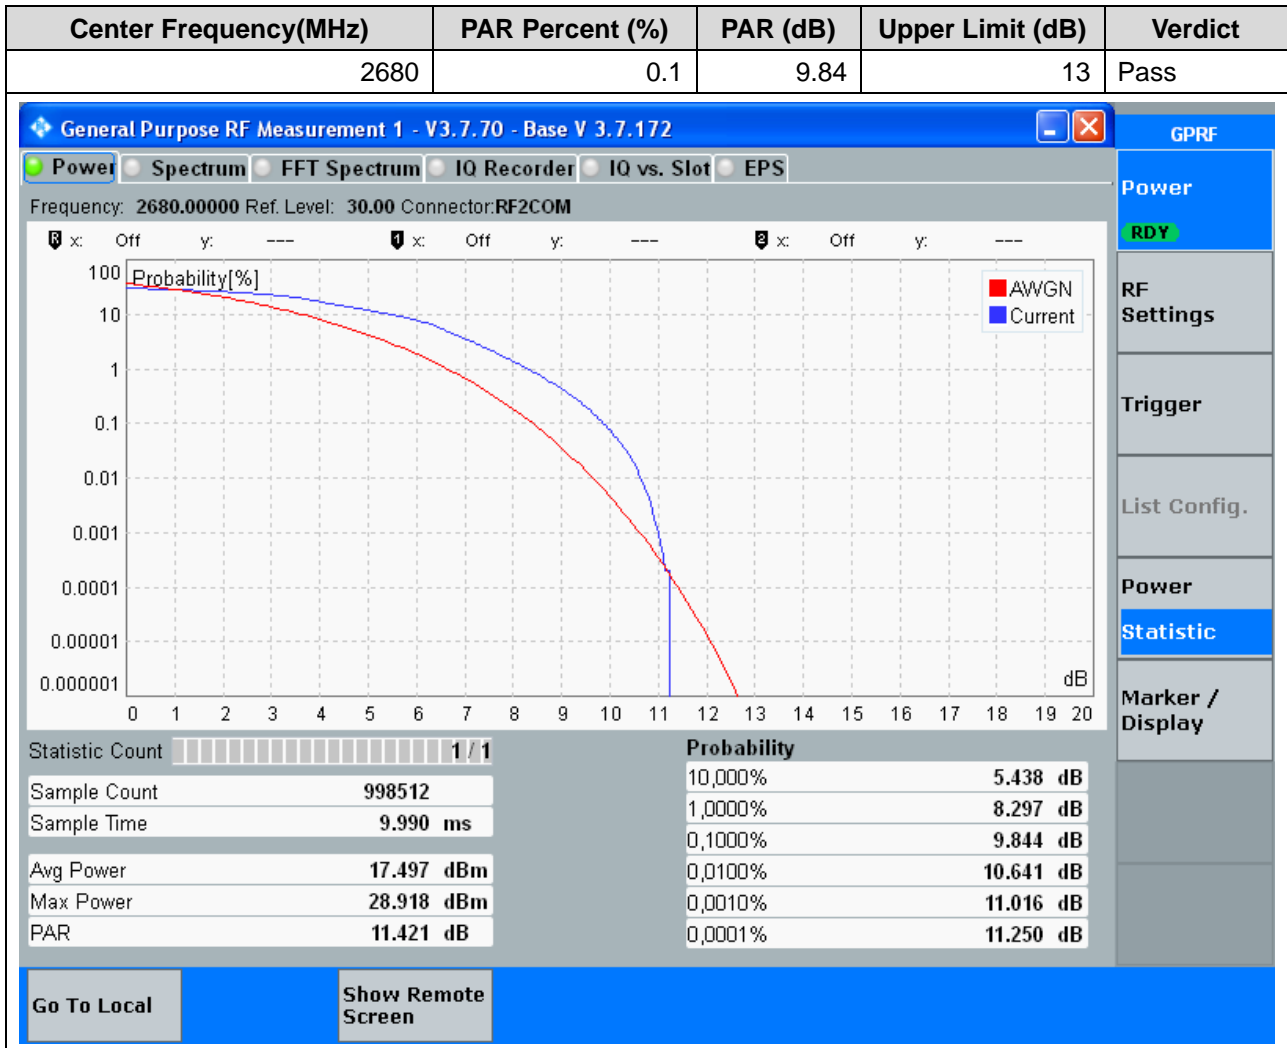 Center Frequency(MHz) PAR Percent (%) PAR (dB) Upper Limit (dB) Verdict
2680 0.1 9.84 13 Pass
General Purpose RF Measurement 1 - V3.7.70 - Base V 3.7.172
GPRF
Power Spectrum FFT Spectrum IQ Recorder IQ vs. Slot EPS
Power
RDY
Frequency: 2680.00000 Ref. Level: 30.00 Connector:RF2COM
R x: Off y: --- 1 x: Off y: --- 2 x: Off y: ---
Probability[%]
AWGN
Current
100
10
1
0.1
0.01
0.001
0.0001
0.00001
0.000001
dB
0 1 2 3 4 5 6 7 8 9 10 11 12 13 14 15 16 17 18 19 20
RF
Settings
Trigger
List Config.
Power
Statistic
Marker /
Display
Statistic Count 1 / 1
Sample Count 998512
Sample Time 9.990 ms
Avg Power 17.497 dBm
Max Power 28.918 dBm
PAR 11.421 dB
Probability
10,000% 5.438 dB
1,0000% 8.297 dB
0,1000% 9.844 dB
0,0100% 10.641 dB
0,0010% 11.016 dB
0,0001% 11.250 dB
Go To Local
Show Remote
Screen